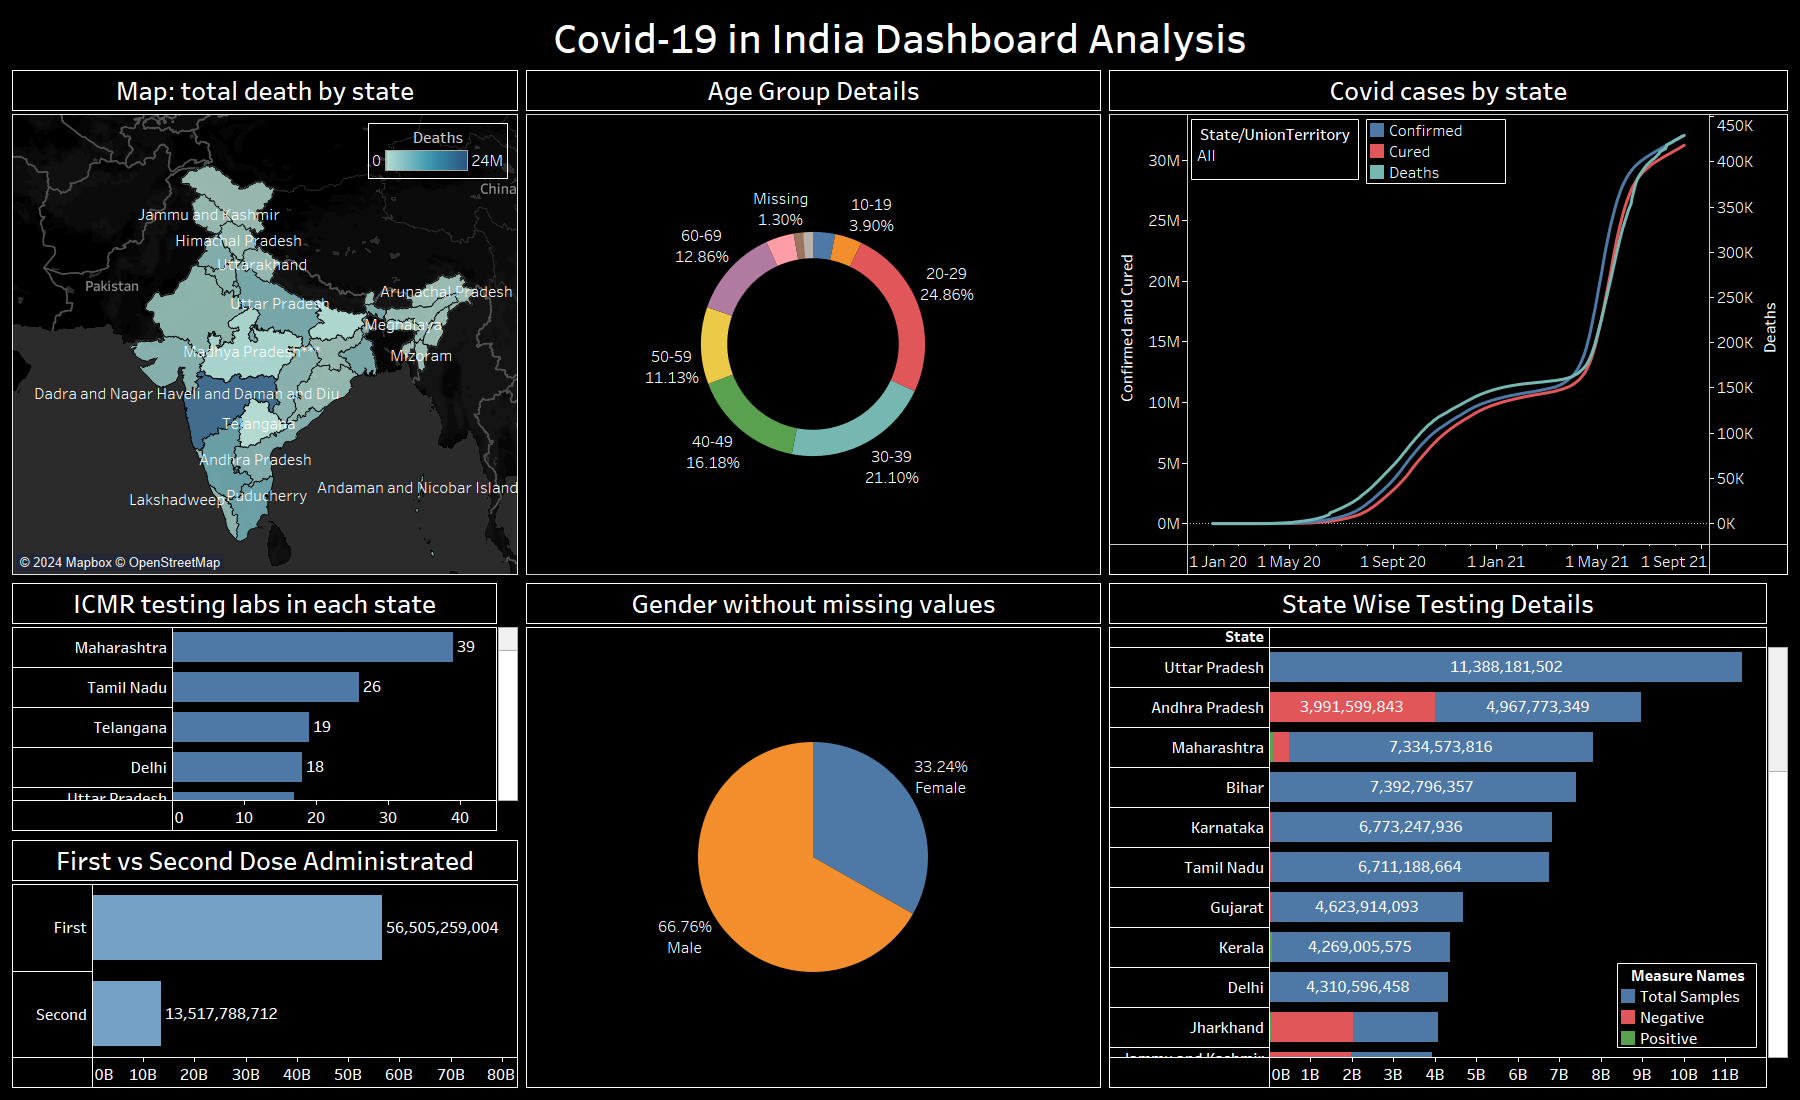 Covid-19 in India Dashboard Analysis
Map: total death by state
Deaths
0 24M
China
Jammu and Kashmir
Himachal Pradesh
Uttarakhand
Pakistan
Arunachal Pradesh
Uttar Pradesh
Meghalaya
Madhya Pradesh***
Mizoram
Dadra and Nagar Haveli and Daman and Diu
Telangana
Andhra Pradesh
Lakshadweep
Puducherry
Andaman and Nicobar Island
© 2024 Mapbox © OpenStreetMap
Age Group Details
Missing
1.30%
10-19
3.90%
60-69
12.86%
20-29
24.86%
50-59
11.13%
40-49
16.18%
30-39
21.10%
Covid cases by state
State/UnionTerritory
All
Confirmed
Cured
Deaths
Confirmed and Cured
30M
25M
20M
15M
10M
5M
0M
450K
400K
350K
300K
250K
200K
150K
100K
50K
0K
Deaths
1 Jan 20 1 May 20 1 Sept 20 1 Jan 21 1 May 21 1 Sept 21
ICMR testing labs in each state
Maharashtra 39
Tamil Nadu 26
Telangana 19
Delhi 18
Uttar Pradesh
0 10 20 30 40
First vs Second Dose Administrated
First 56,505,259,004
Second 13,517,788,712
0B 10B 20B 30B 40B 50B 60B 70B 80B
Gender without missing values
33.24%
Female
66.76%
Male
State Wise Testing Details
State
Uttar Pradesh 11,388,181,502
Andhra Pradesh 3,991,599,843 4,967,773,349
Maharashtra 7,334,573,816
Bihar 7,392,796,357
Karnataka 6,773,247,936
Tamil Nadu 6,711,188,664
Gujarat 4,623,914,093
Kerala 4,269,005,575
Delhi 4,310,596,458
Jharkhand
Jammu and Kashmir
Measure Names
Total Samples
Negative
Positive
0B 1B 2B 3B 4B 5B 6B 7B 8B 9B 10B 11B